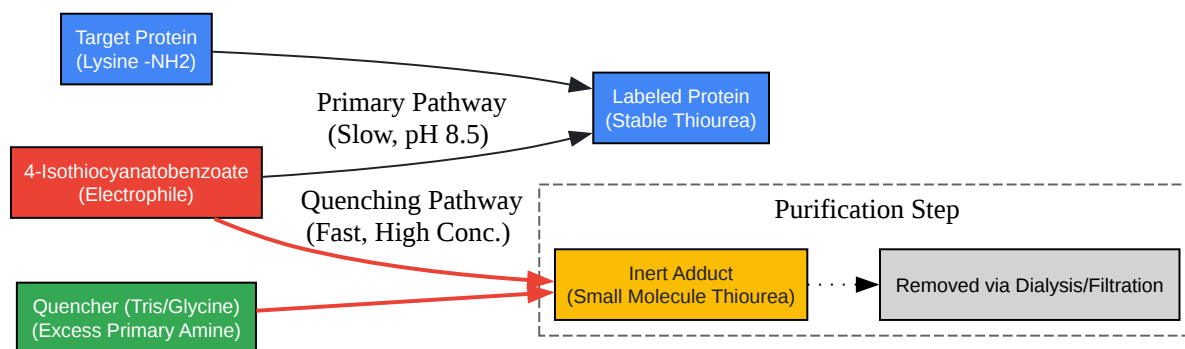 Target Protein
(Lysine -NH2)
Labeled Protein
(Stable Thiourea)
Primary Pathway
(Slow, pH 8.5)
4-Isothiocyanatobenzoate
(Electrophile)
Quenching Pathway
(Fast, High Conc.)
Purification Step
Inert Adduct
(Small Molecule Thiourea)
Removed via Dialysis/Filtration
Quencher (Tris/Glycine)
(Excess Primary Amine)